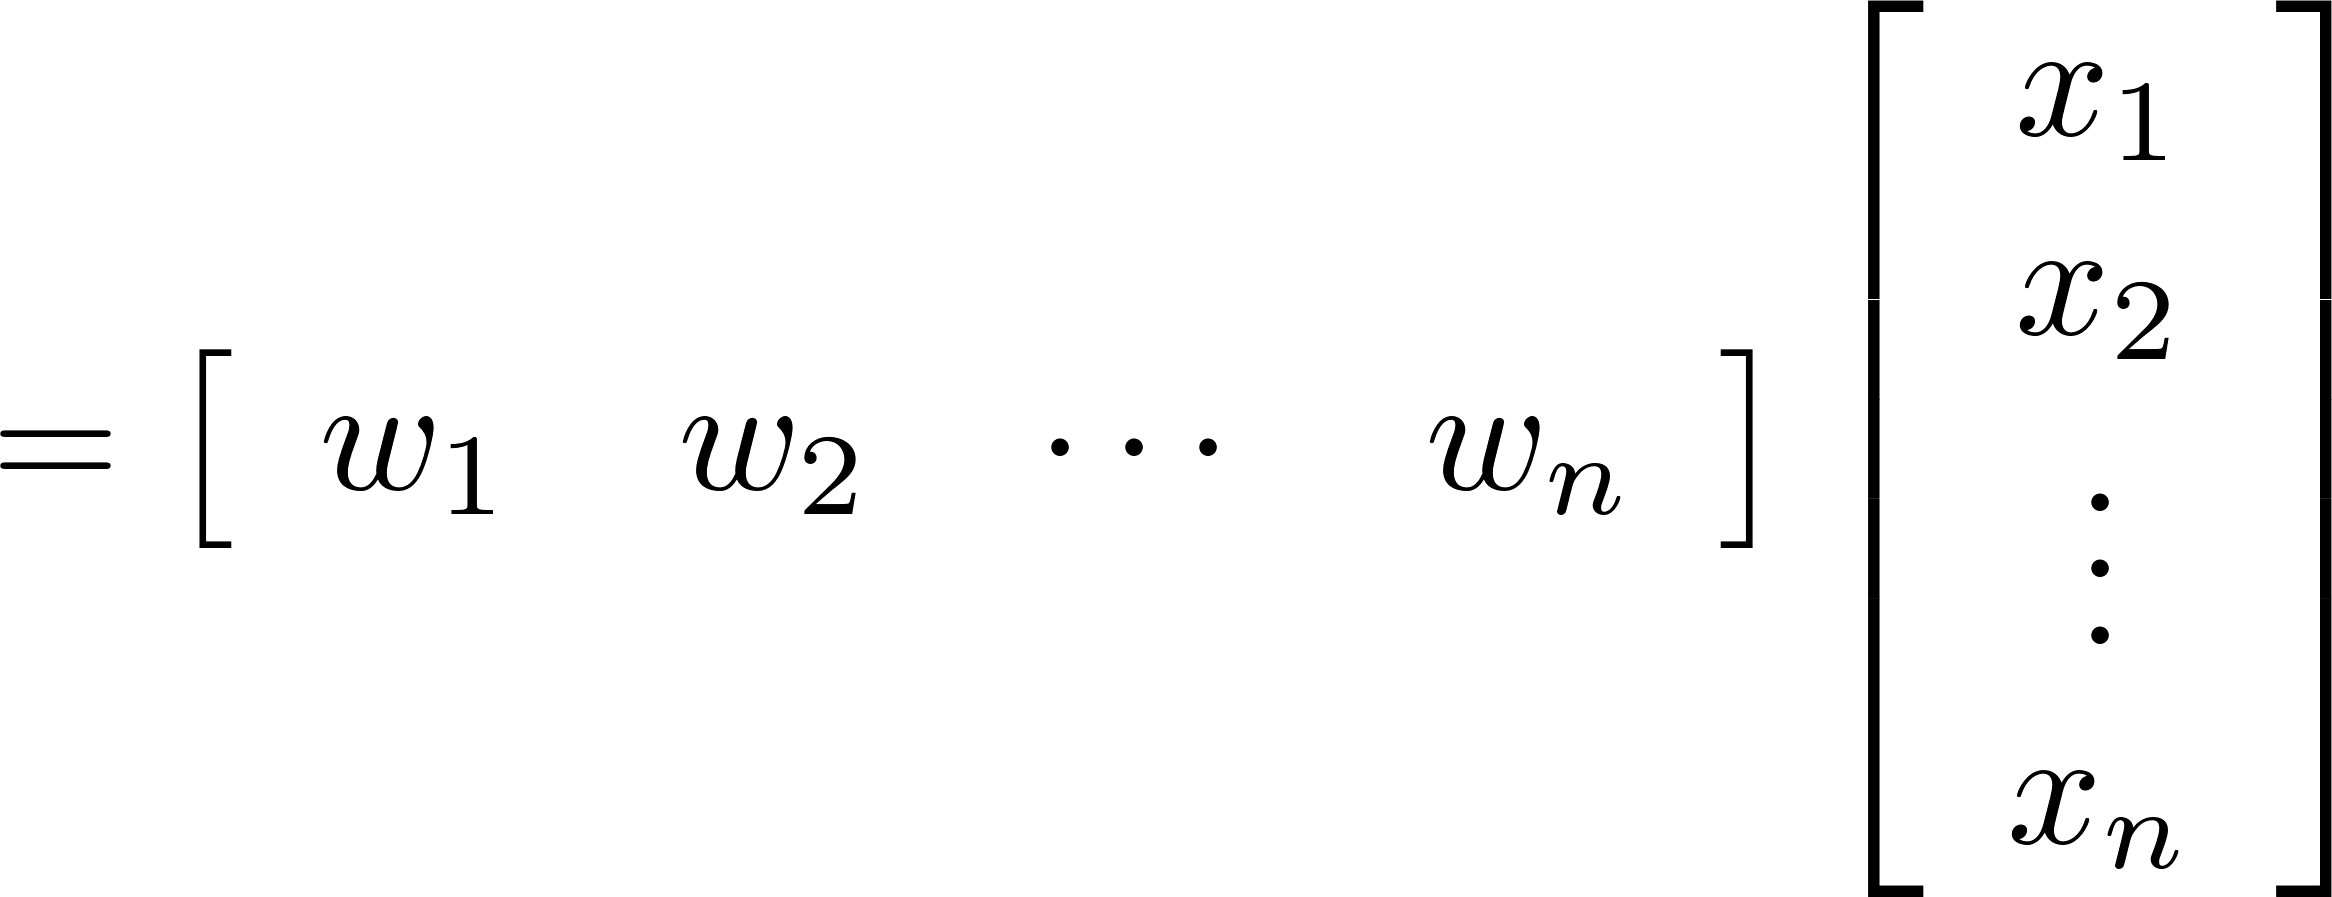 = [ w₁ w₂ ⋯ wₙ ] [ x₁
x₂
⋮
xₙ ]